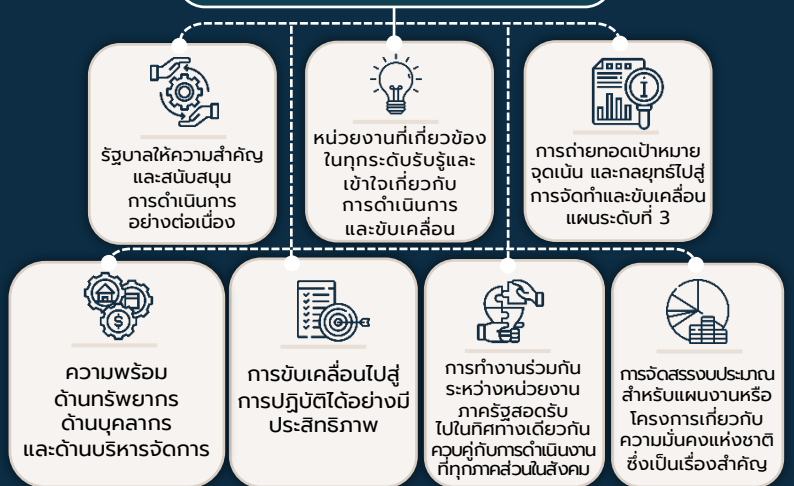 รัฐบาลให้ความสำคัญ
และสนับสนุน
การดำเนินการ
อย่างต่อเนื่อง
หน่วยงานที่เกี่ยวข้อง
ในทุกระดับรับรู้และ
เข้าใจเกี่ยวกับ
การดำเนินการ
และขับเคลื่อน
การถ่ายทอดเป้าหมาย
จุดเน้น และกลยุทธ์ไปสู่
การจัดทำและขับเคลื่อน
แผนระดับที่ 3
ความพร้อม
ด้านทรัพยากร
ด้านบุคลากร
และด้านบริหารจัดการ
การขับเคลื่อนไปสู่
การปฏิบัติได้อย่างมี
ประสิทธิภาพ
การทำงานร่วมกัน
ระหว่างหน่วยงาน
ภาครัฐสอดรับ
ไปในทิศทางเดียวกัน
ควบคู่กับการดำเนินงาน
ที่ทุกภาคส่วนในสังคม
การจัดสรรงบประมาณ
สำหรับแผนงานหรือ
โครงการเกี่ยวกับ
ความมั่นคงแห่งชาติ
ซึ่งเป็นเรื่องสำคัญ